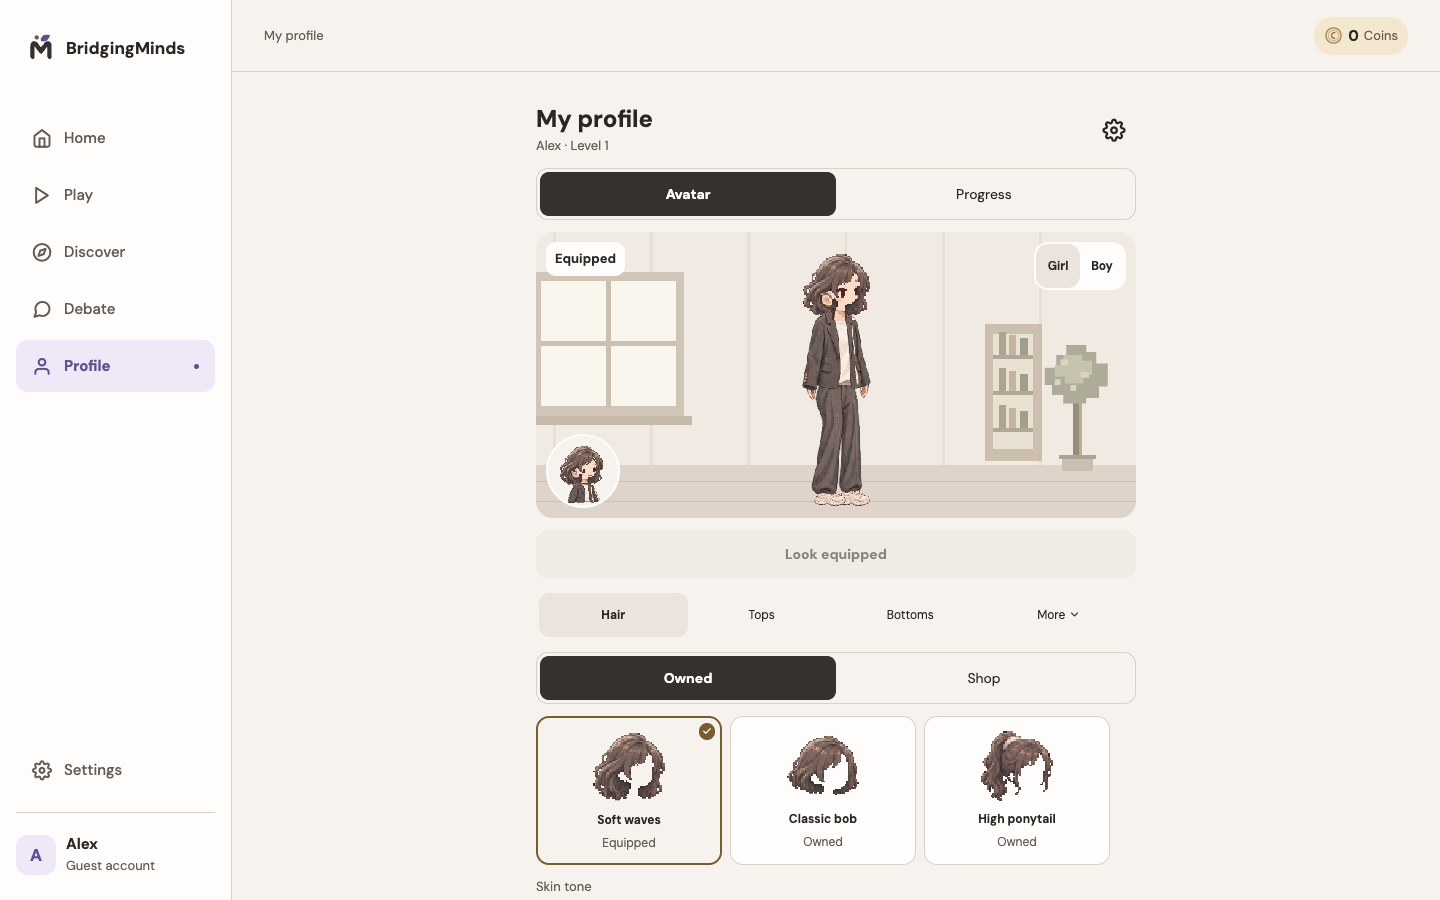 BridgingMinds
My profile
0 Coins
Home
Play
Discover
Debate
Profile
Settings
A
Alex
Guest account
My profile
Alex · Level 1
Avatar
Progress
Equipped
Girl
Boy
Look equipped
Hair
Tops
Bottoms
More
Owned
Shop
Soft waves
Equipped
Classic bob
Owned
High ponytail
Owned
Skin tone